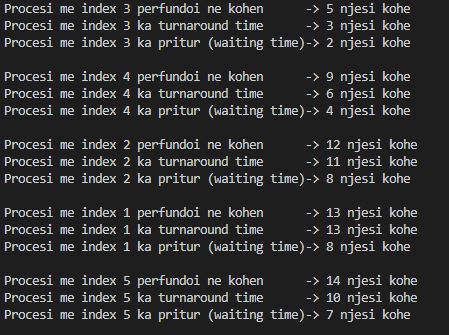 Procesi me index 3 perfundoi ne kohen      -> 5 njesi kohe
Procesi me index 3 ka turnaround time      -> 3 njesi kohe
Procesi me index 3 ka pritur (waiting time)-> 2 njesi kohe

Procesi me index 4 perfundoi ne kohen      -> 9 njesi kohe
Procesi me index 4 ka turnaround time      -> 6 njesi kohe
Procesi me index 4 ka pritur (waiting time)-> 4 njesi kohe

Procesi me index 2 perfundoi ne kohen      -> 12 njesi kohe
Procesi me index 2 ka turnaround time      -> 11 njesi kohe
Procesi me index 2 ka pritur (waiting time)-> 8 njesi kohe

Procesi me index 1 perfundoi ne kohen      -> 13 njesi kohe
Procesi me index 1 ka turnaround time      -> 13 njesi kohe
Procesi me index 1 ka pritur (waiting time)-> 8 njesi kohe

Procesi me index 5 perfundoi ne kohen      -> 14 njesi kohe
Procesi me index 5 ka turnaround time      -> 10 njesi kohe
Procesi me index 5 ka pritur (waiting time)-> 7 njesi kohe